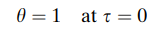 θ = 1 at τ = 0